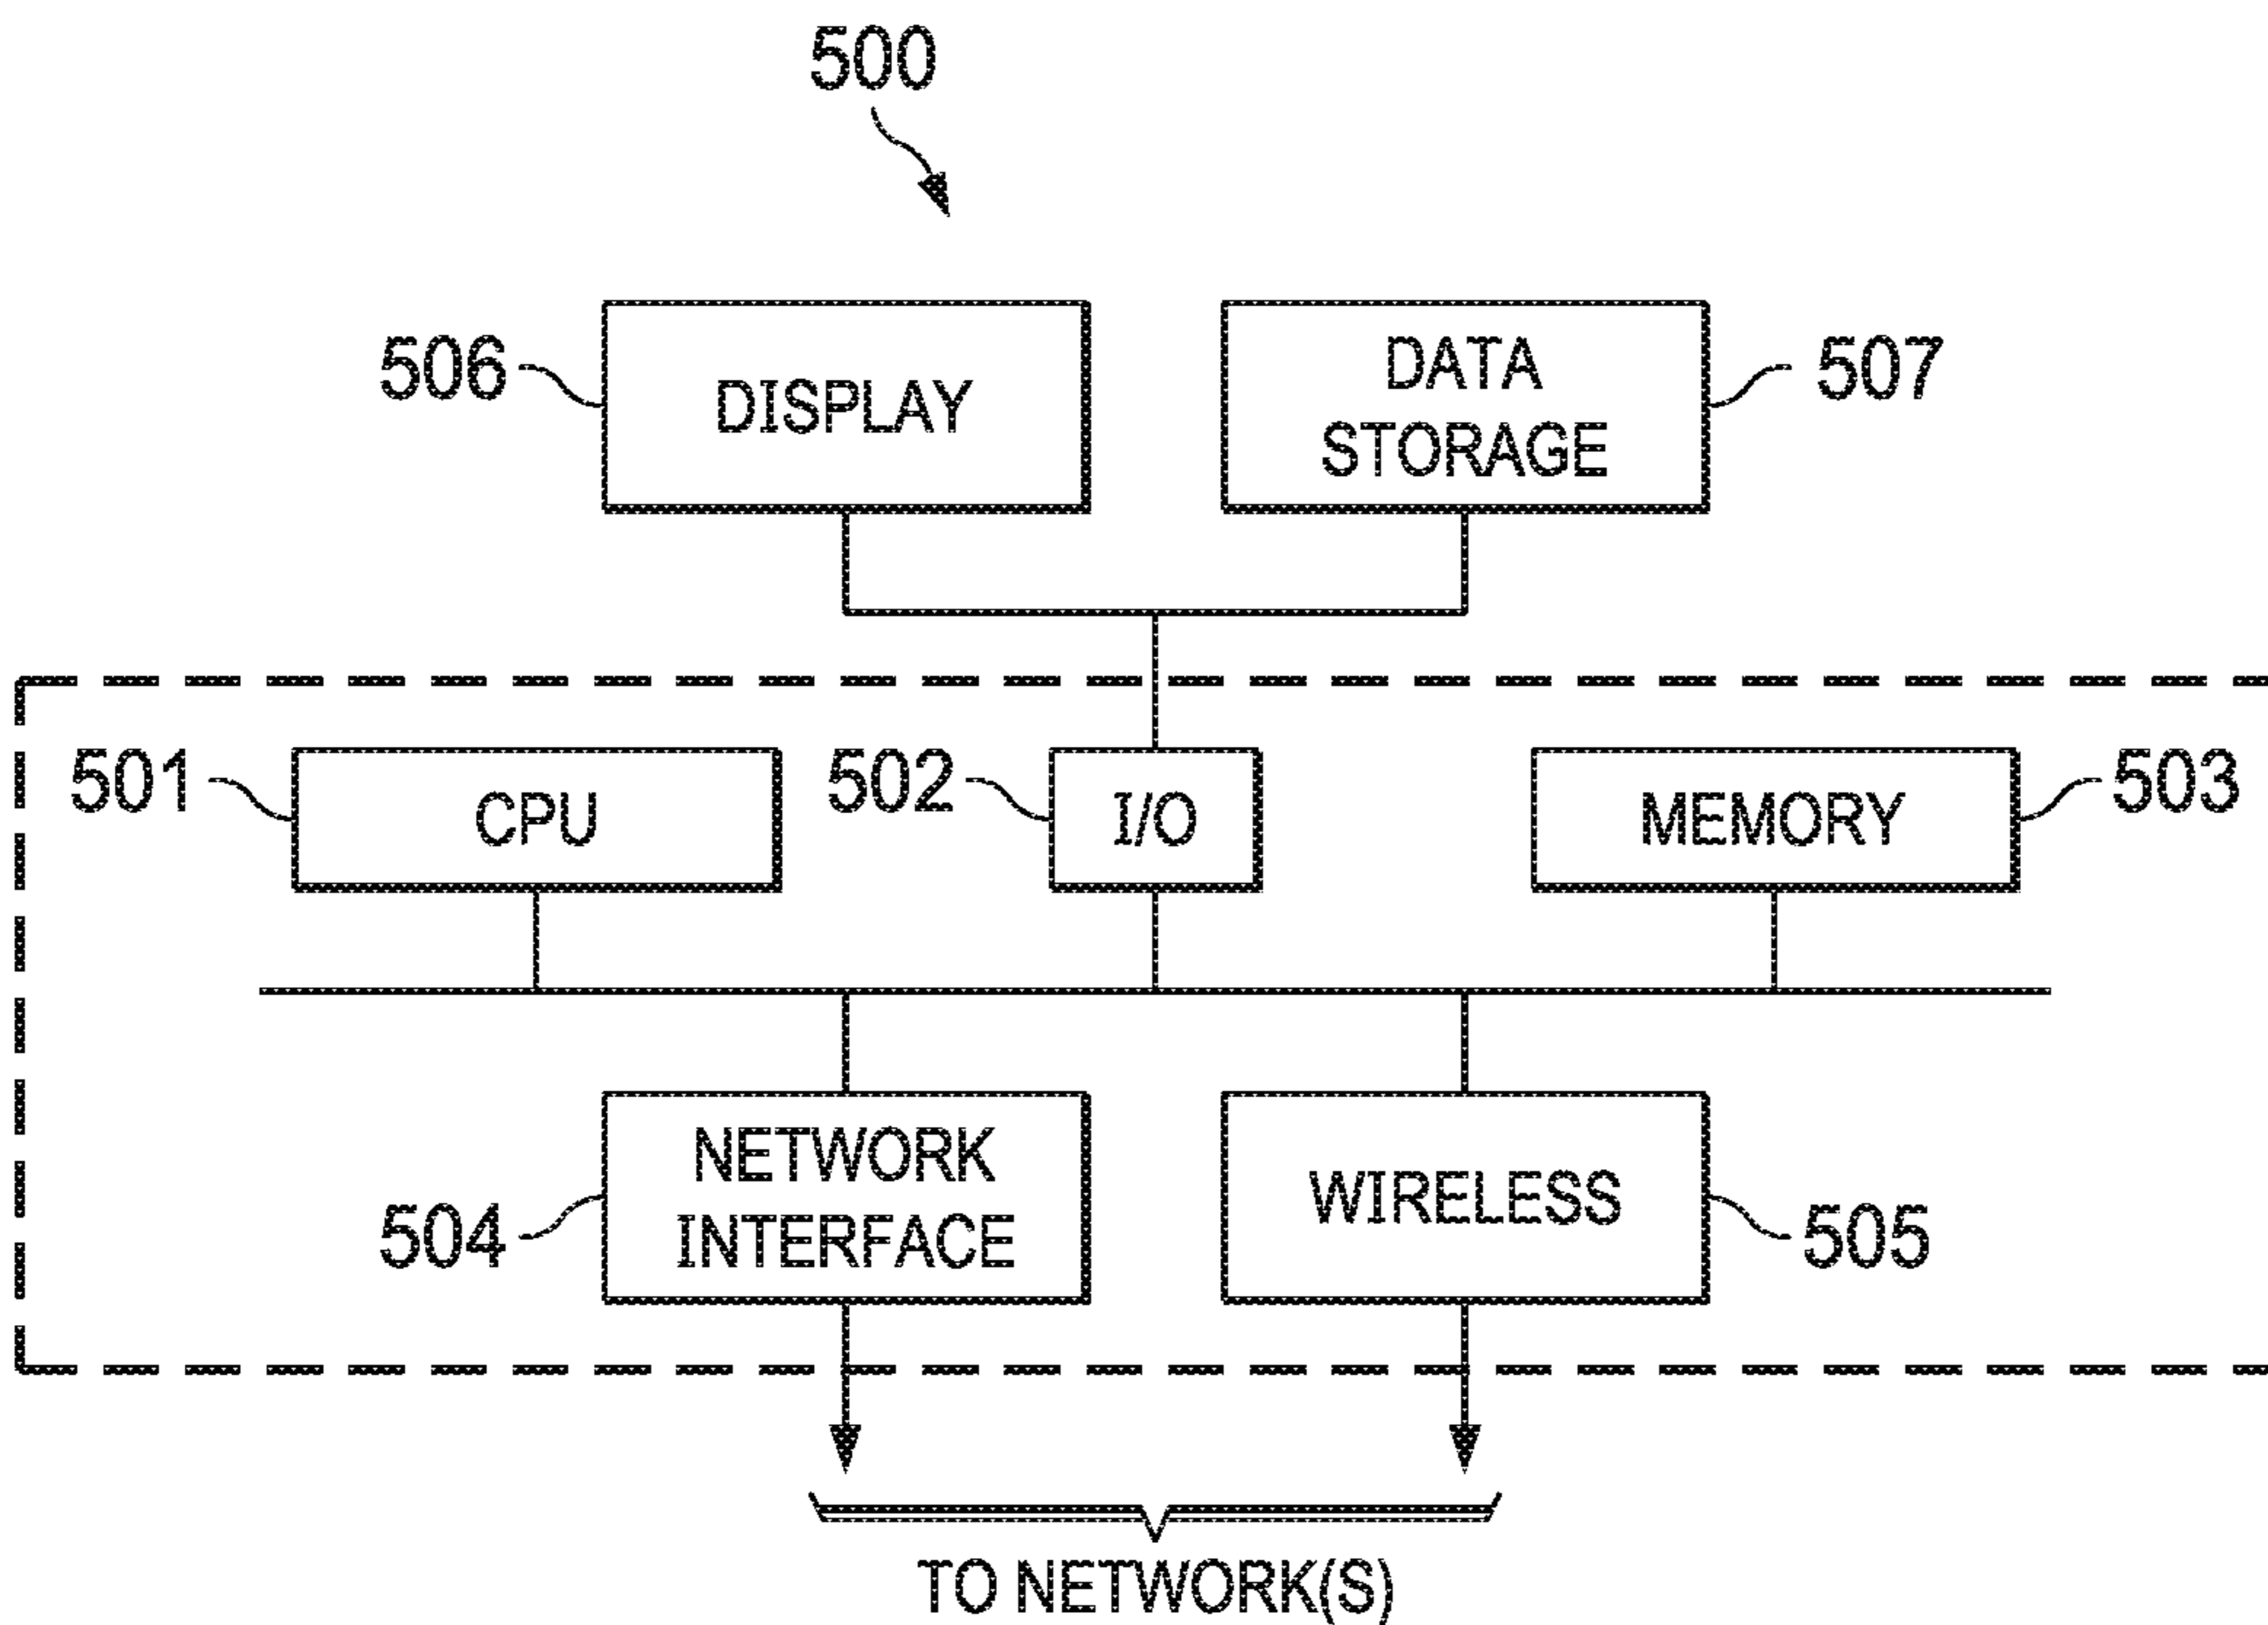 500
506
DISPLAY
DATA
STORAGE
507
501
CPU
502
I/O
MEMORY
503
504
NETWORK
INTERFACE
WIRELESS
505
TO NETWORK(S)